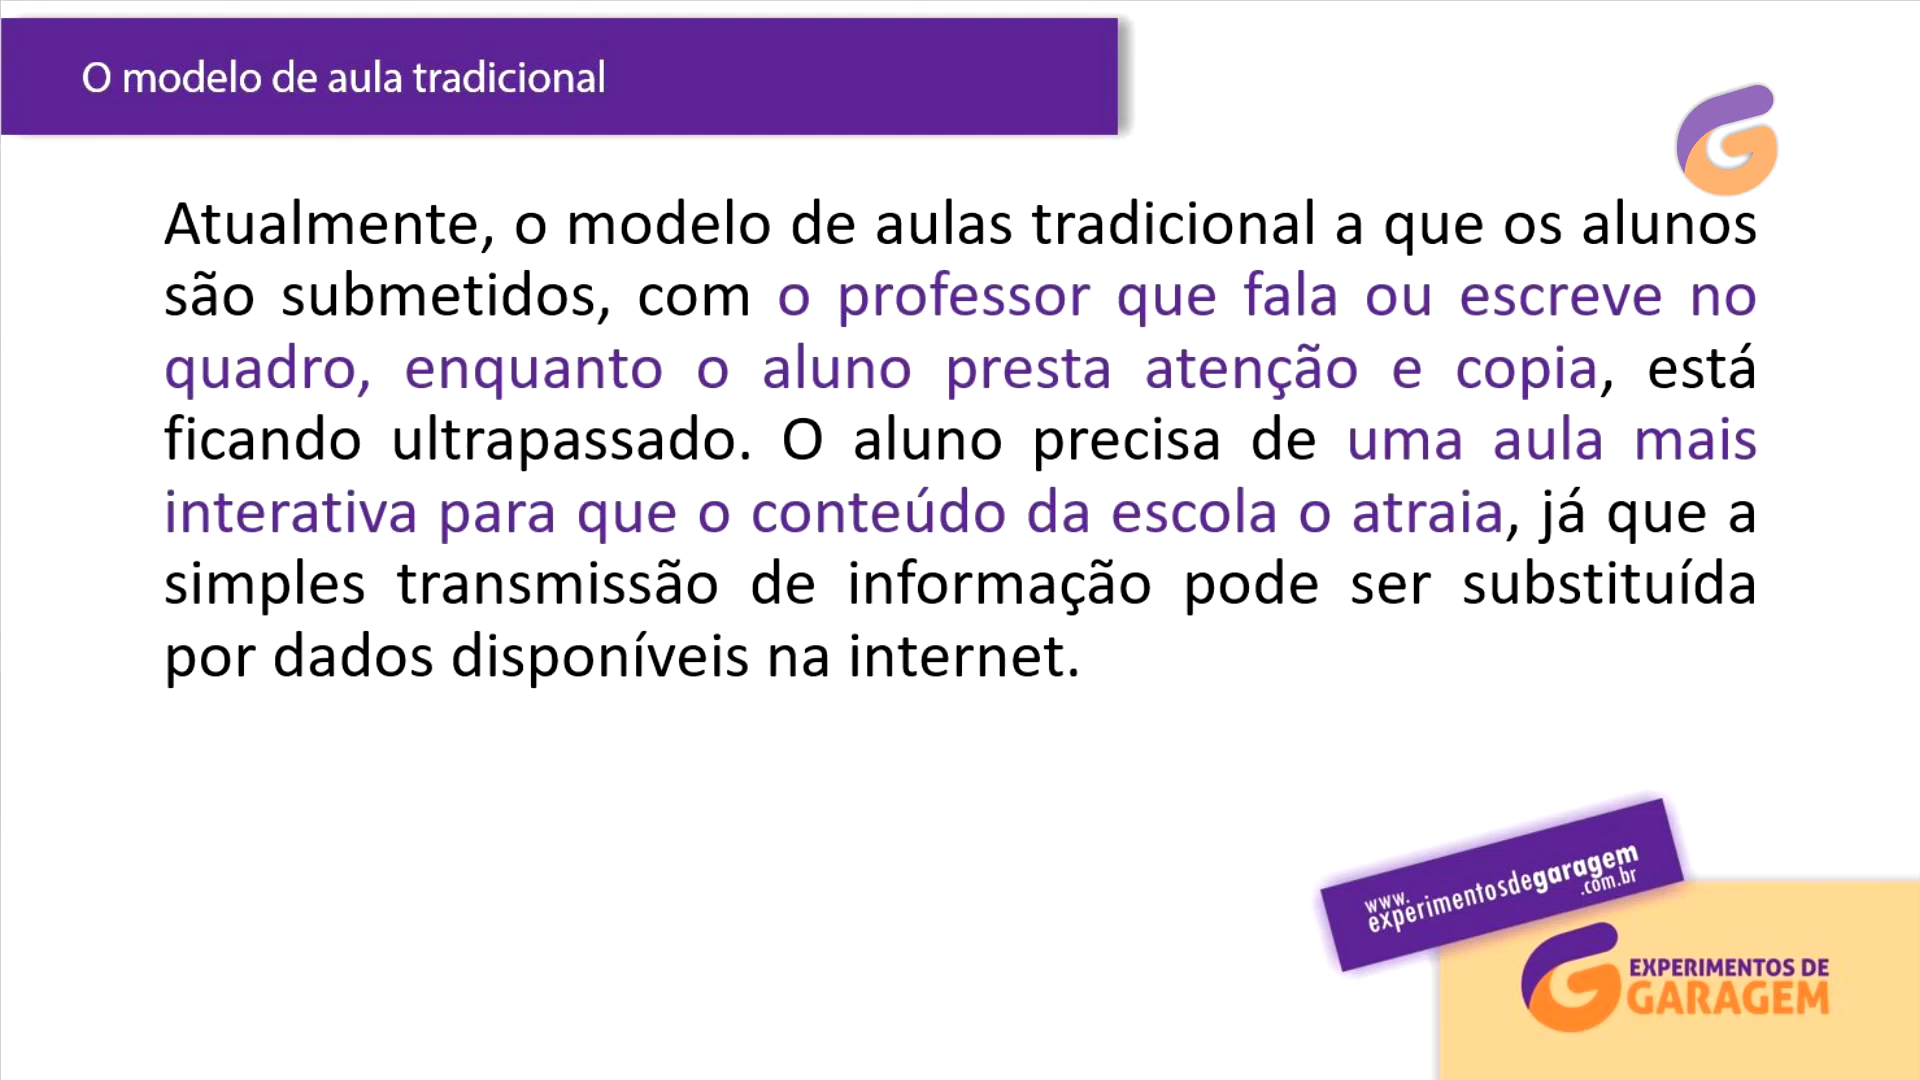 O modelo de aula tradicional
Atualmente, o modelo de aulas tradicional a que os alunos
são submetidos, com o professor que fala ou escreve no
quadro, enquanto o aluno presta atenção e copia, está
ficando ultrapassado. O aluno precisa de uma aula mais
interativa para que o conteúdo da escola o atraia, já que a
simples transmissão de informação pode ser substituída
por dados disponíveis na internet.
www.
experimentosdegaragem
.com.br
EXPERIMENTOS DE
GARAGEM